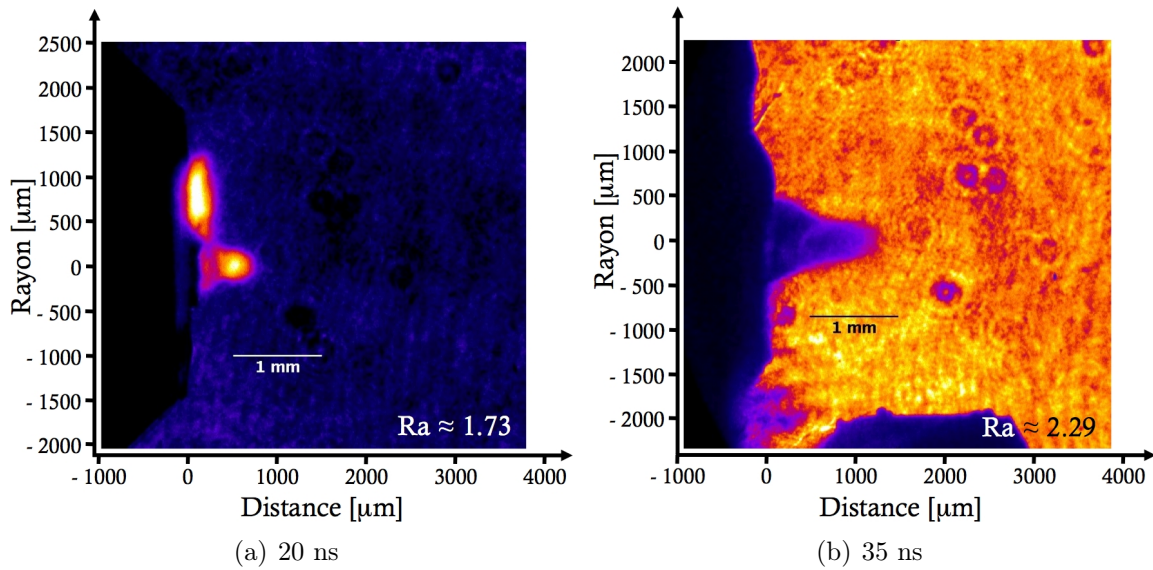 2500
2000
1500
1000
500
0
- 500
- 1000
- 1500
- 2000
Rayon [μm]
1 mm
Ra ≈ 1.73
- 1000 0 1000 2000 3000 4000
Distance [μm]
(a) 20 ns
2000
1500
1000
500
0
- 500
- 1000
- 1500
- 2000
Rayon [μm]
1 mm
Ra ≈ 2.29
- 1000 0 1000 2000 3000 4000
Distance [μm]
(b) 35 ns